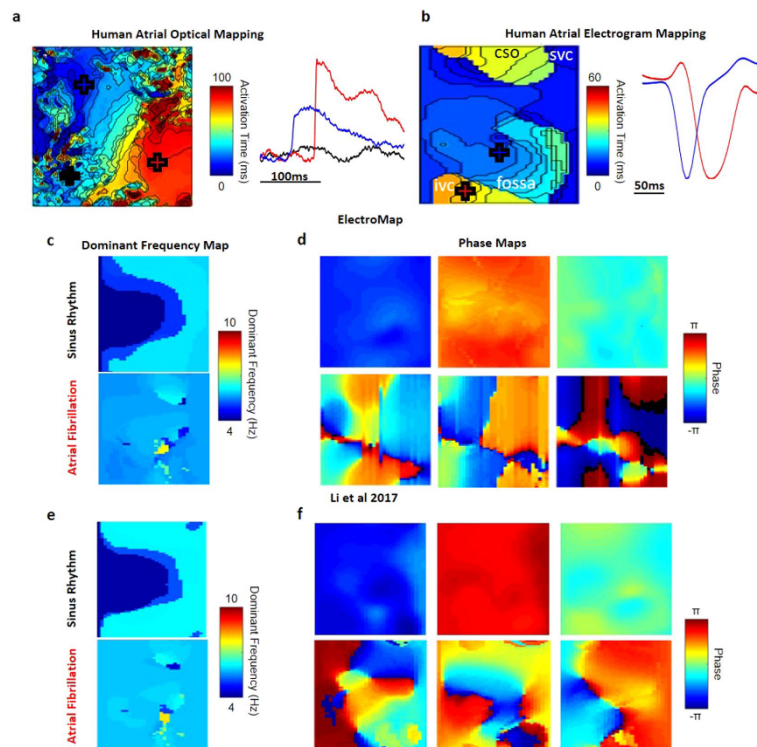 a
Human Atrial Optical Mapping
100
Activation Time (ms)
0
100ms
b
Human Atrial Electrogram Mapping
cso
svc
ivc
fossa
60
Activation Time (ms)
0
50ms
ElectroMap
c
Dominant Frequency Map
Sinus Rhythm
Atrial Fibrillation
10
Dominant Frequency (Hz)
4
d
Phase Maps
π
Phase
-π
Li et al 2017
e
Sinus Rhythm
Atrial Fibrillation
10
Dominant Frequency (Hz)
4
f
π
Phase
-π